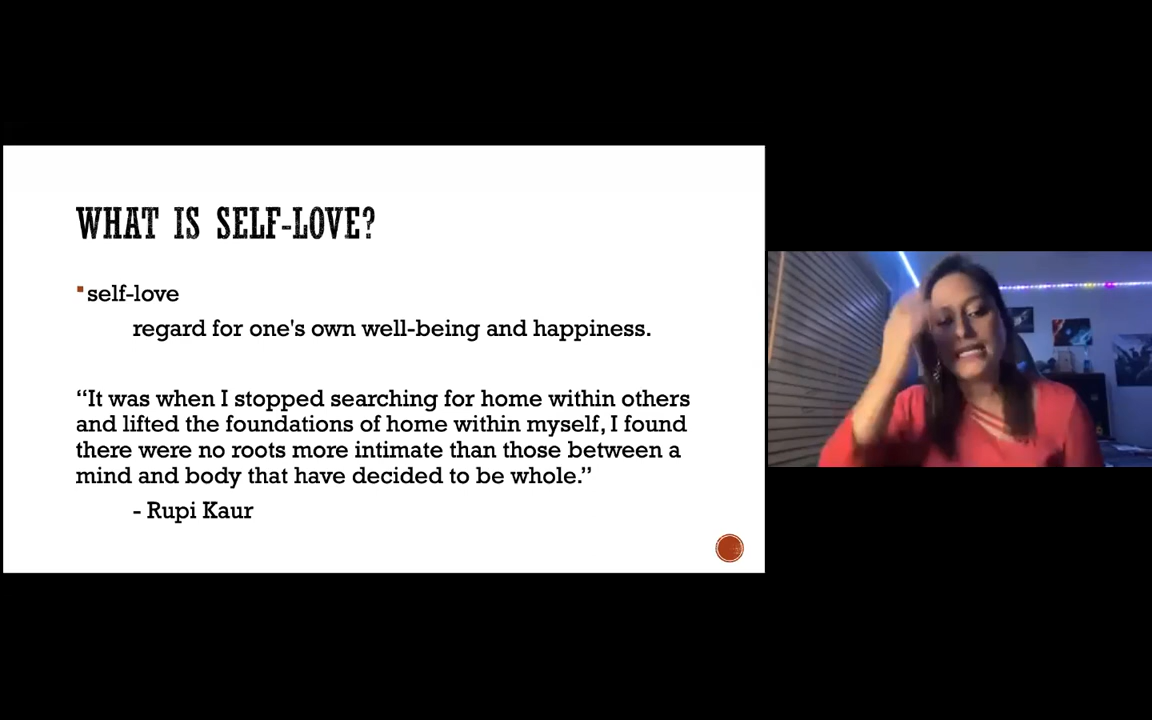 WHAT IS SELF-LOVE?
self-love
regard for one's own well-being and happiness.
“It was when I stopped searching for home within others
and lifted the foundations of home within myself, I found
there were no roots more intimate than those between a
mind and body that have decided to be whole.”
- Rupi Kaur